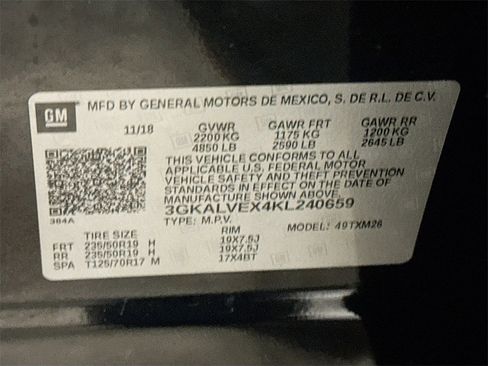 GM
MFD BY GENERAL MOTORS DE MEXICO, S. DE R.L. DE C.V.
11/18 GVWR GAWR FRT GAWR RR
2200 KG 1175 KG 1200 KG
4850 LB 2590 LB 2645 LB
THIS VEHICLE CONFORMS TO ALL
APPLICABLE U.S. FEDERAL MOTOR
VEHICLE SAFETY AND THEFT PREVENTION
STANDARDS IN EFFECT ON THE DATE OF
MANUFACTURE SHOWN ABOVE.
3GKALVEX4KL240659
384A
TYPE: M.P.V. MODEL: 49TXM26
TIRE SIZE RIM
FRT 235/50R19 H 19X7.5J
RR 235/50R19 H 19X7.5J
SPA T125/70R17 M 17X4BT